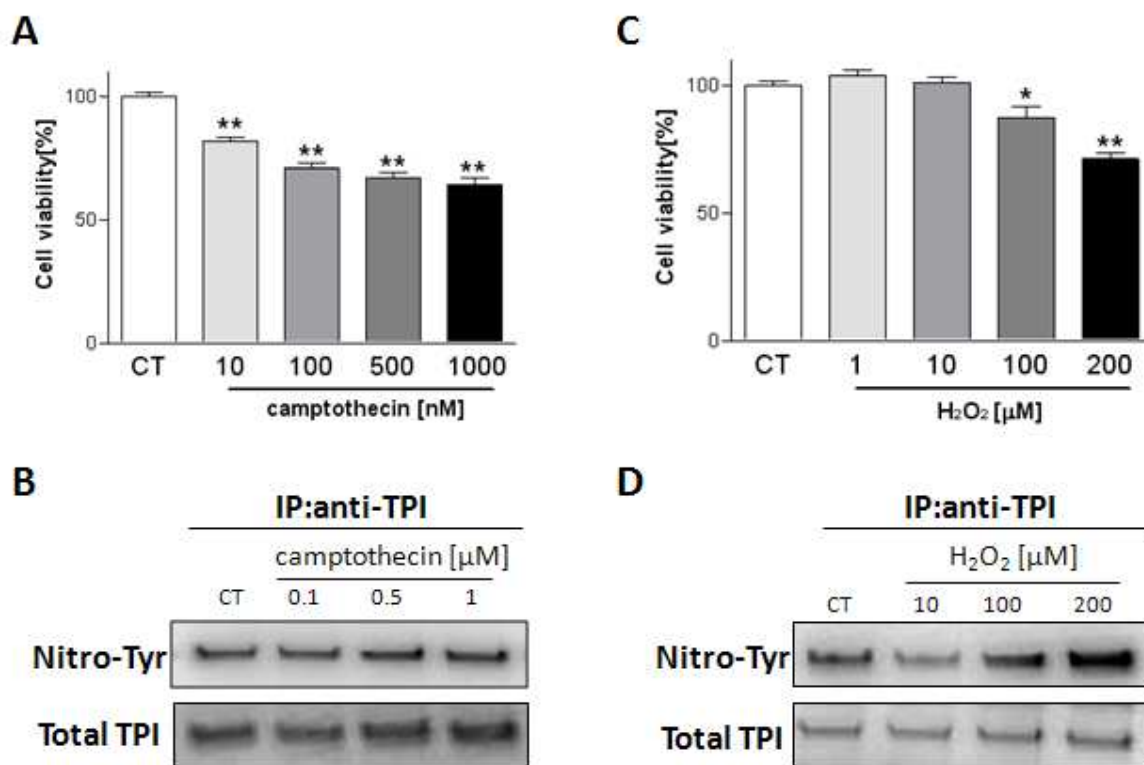 A
Cell viability[%]
100
50
0
**
**
**
**
CT 10 100 500 1000
camptothecin [nM]
C
Cell viability[%]
100
50
0
*
**
CT 1 10 100 200
H₂O₂ [µM]
B
IP:anti-TPI
camptothecin [µM]
CT 0.1 0.5 1
Nitro-Tyr
Total TPI
D
IP:anti-TPI
H₂O₂ [µM]
CT 10 100 200
Nitro-Tyr
Total TPI